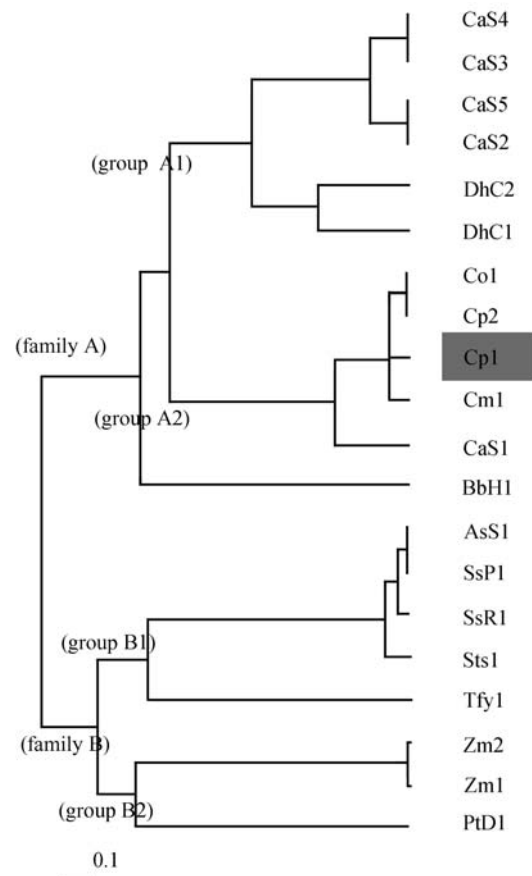 CaS4
CaS3
CaS5
CaS2
(group A1)
DhC2
DhC1
Co1
Cp2
(family A)
Cp1
Cm1
(group A2)
CaS1
BbH1
AsS1
SsP1
SsR1
(group B1)
Sts1
Tfy1
(family B)
Zm2
Zm1
(group B2)
PtD1
0.1